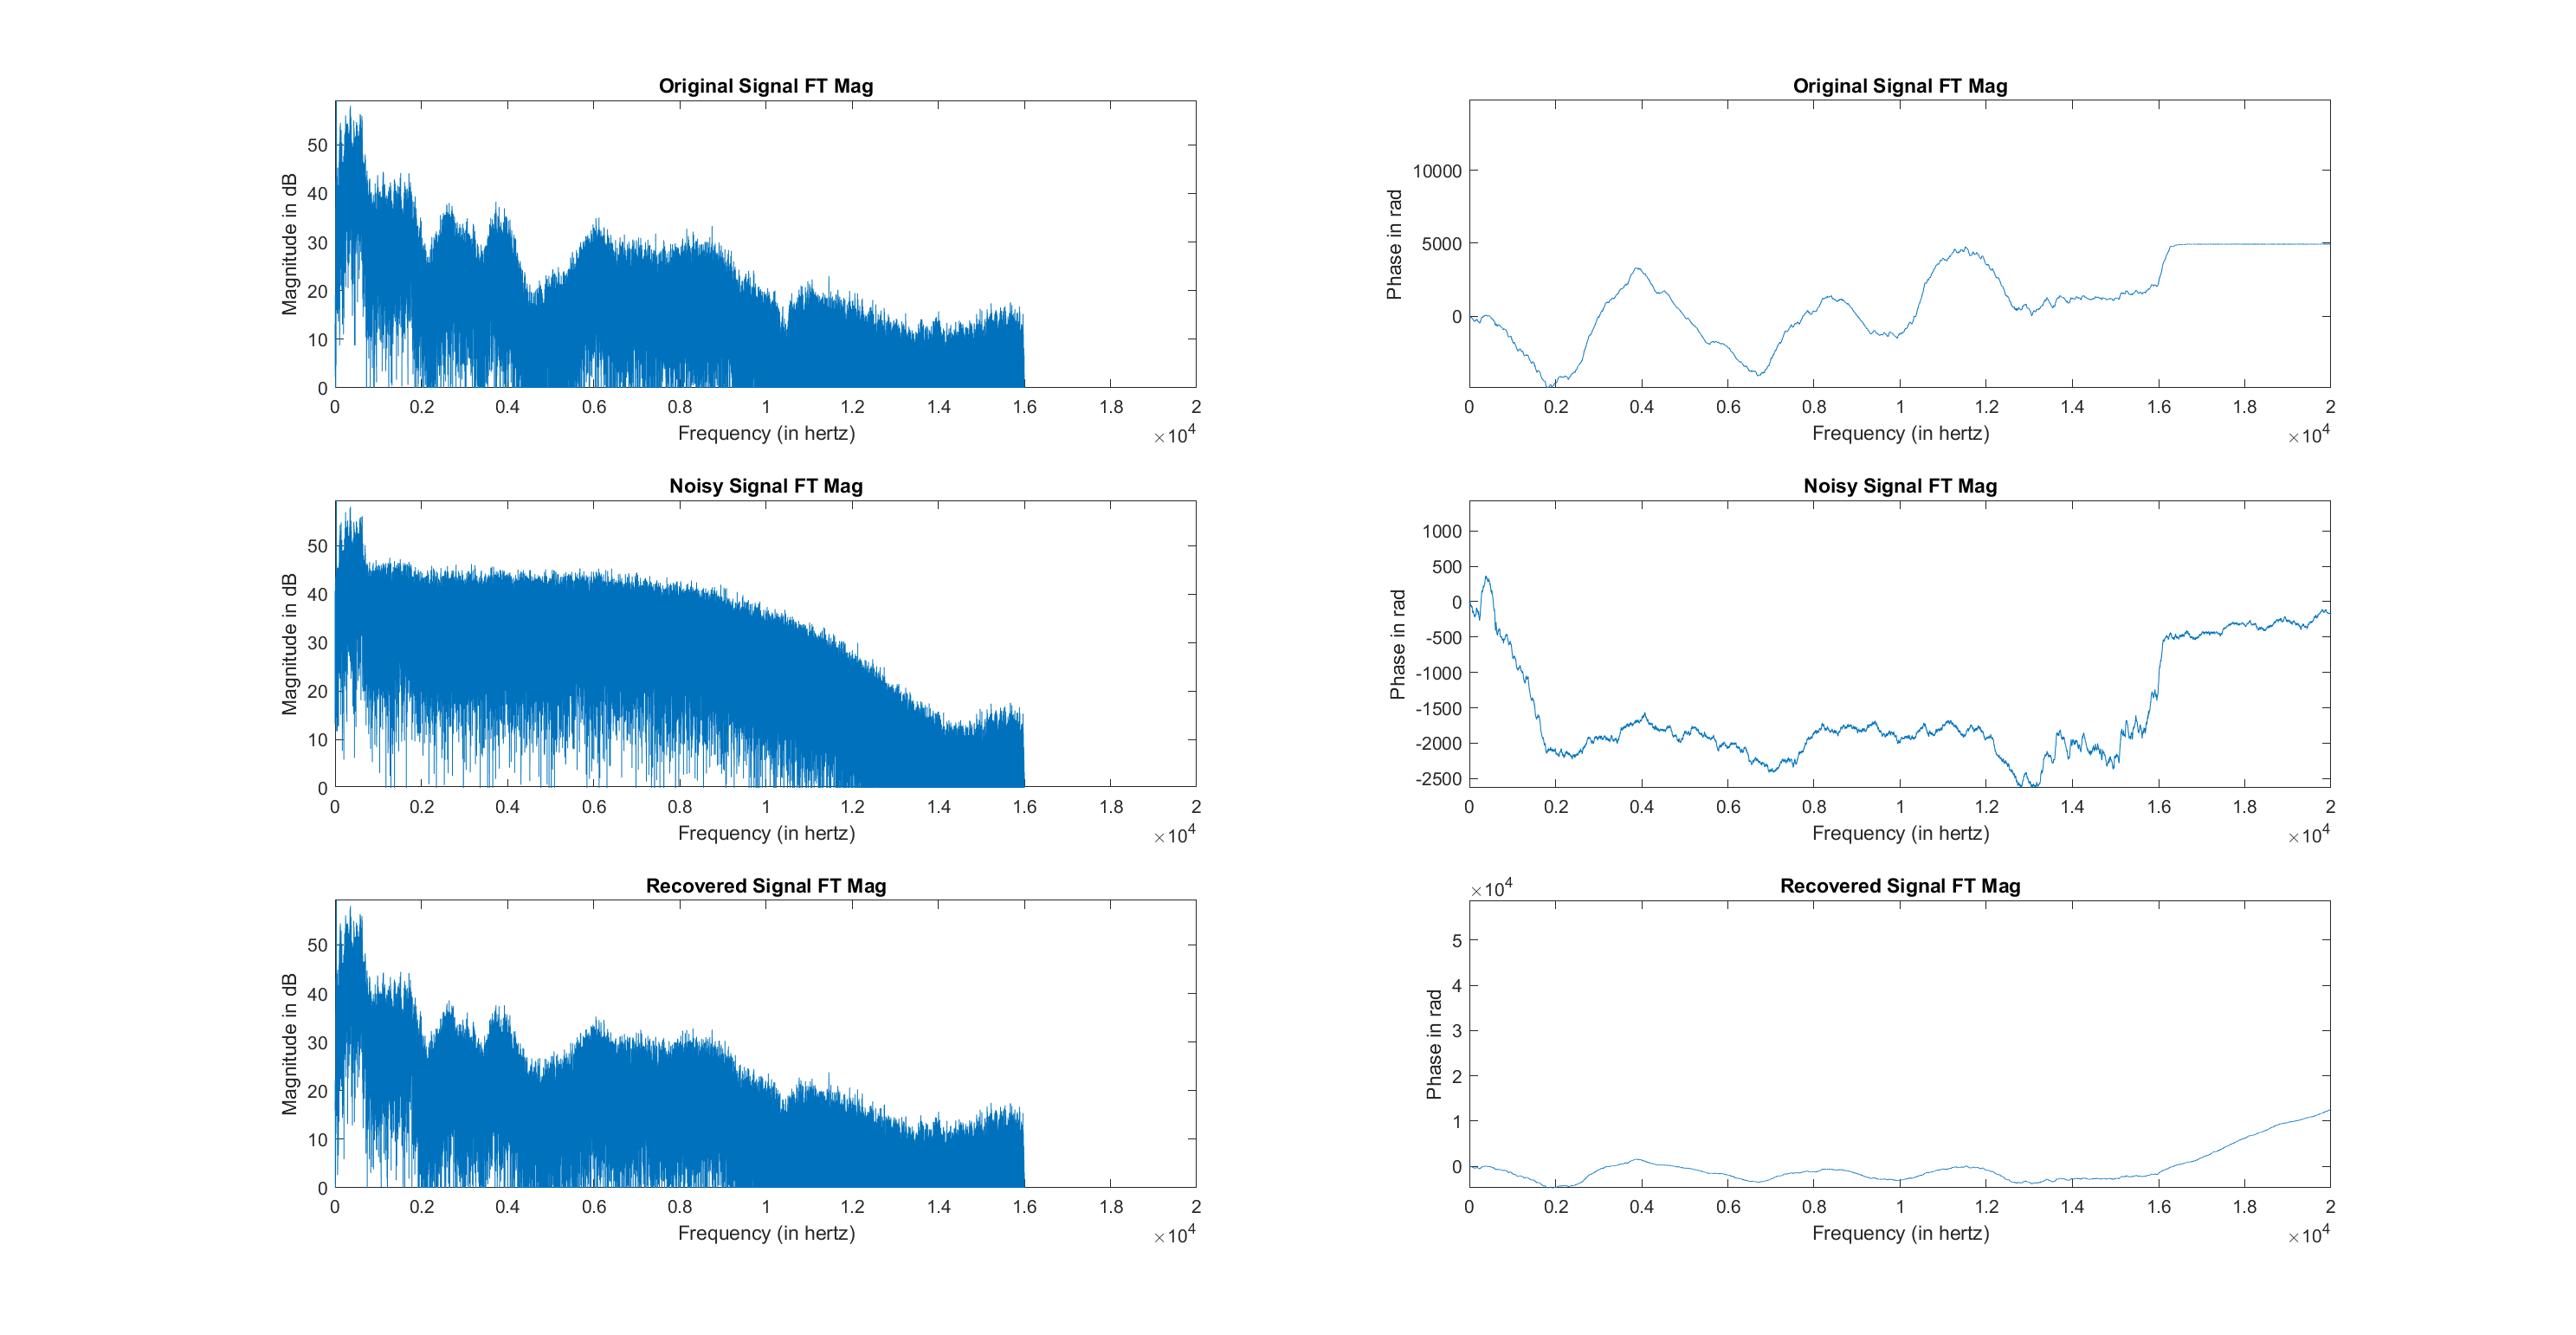 Original Signal FT Mag
Magnitude in dB
50
40
30
20
10
0
0 0.2 0.4 0.6 0.8 1 1.2 1.4 1.6 1.8 2
Frequency (in hertz)
×10^4
Original Signal FT Mag
Phase in rad
10000
5000
0
0 0.2 0.4 0.6 0.8 1 1.2 1.4 1.6 1.8 2
Frequency (in hertz)
×10^4
Noisy Signal FT Mag
Magnitude in dB
50
40
30
20
10
0
0 0.2 0.4 0.6 0.8 1 1.2 1.4 1.6 1.8 2
Frequency (in hertz)
×10^4
Noisy Signal FT Mag
Phase in rad
1000
500
0
-500
-1000
-1500
-2000
-2500
0 0.2 0.4 0.6 0.8 1 1.2 1.4 1.6 1.8 2
Frequency (in hertz)
×10^4
Recovered Signal FT Mag
Magnitude in dB
50
40
30
20
10
0
0 0.2 0.4 0.6 0.8 1 1.2 1.4 1.6 1.8 2
Frequency (in hertz)
×10^4
×10^4
Recovered Signal FT Mag
Phase in rad
5
4
3
2
1
0
0 0.2 0.4 0.6 0.8 1 1.2 1.4 1.6 1.8 2
Frequency (in hertz)
×10^4